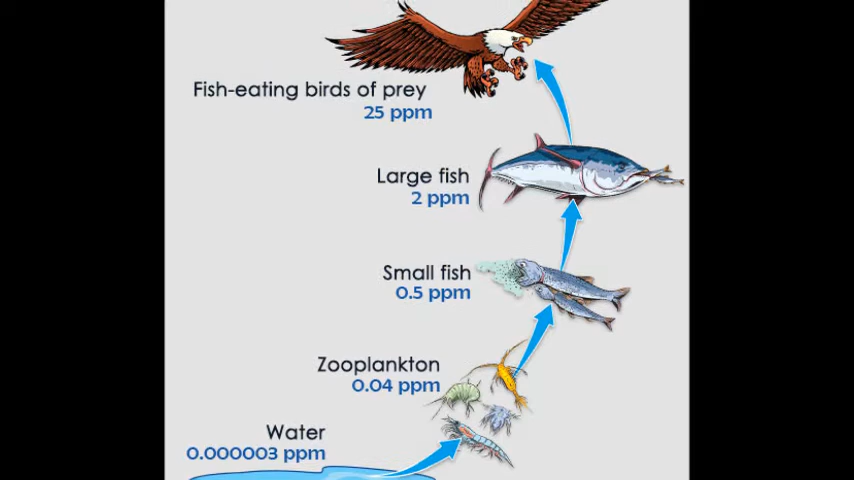 Fish-eating birds of prey
25 ppm
Large fish
2 ppm
Small fish
0.5 ppm
Zooplankton
0.04 ppm
Water
0.000003 ppm